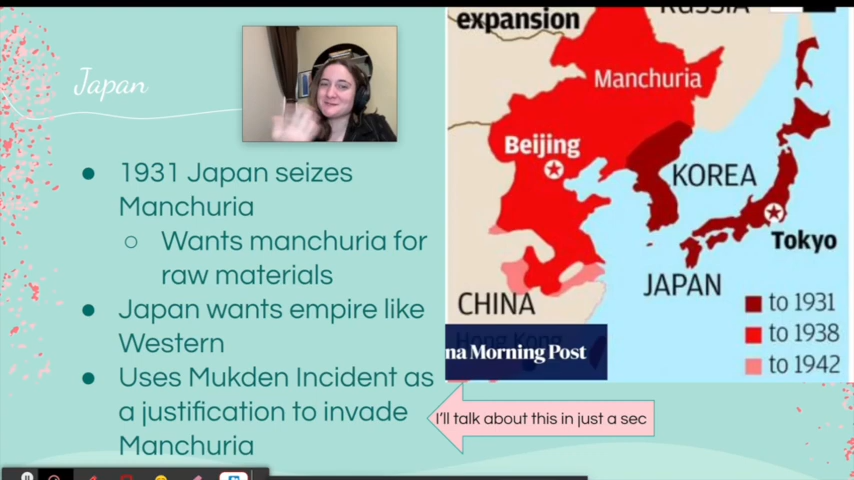 Japan
● 1931 Japan seizes
Manchuria
○ Wants manchuria for
raw materials
● Japan wants empire like
Western
● Uses Mukden Incident as
a justification to invade
Manchuria
I'll talk about this in just a sec
expansion
RUSSIA
Manchuria
Beijing
KOREA
Tokyo
JAPAN
CHINA
Hong Kong
na Morning Post
to 1931
to 1938
to 1942